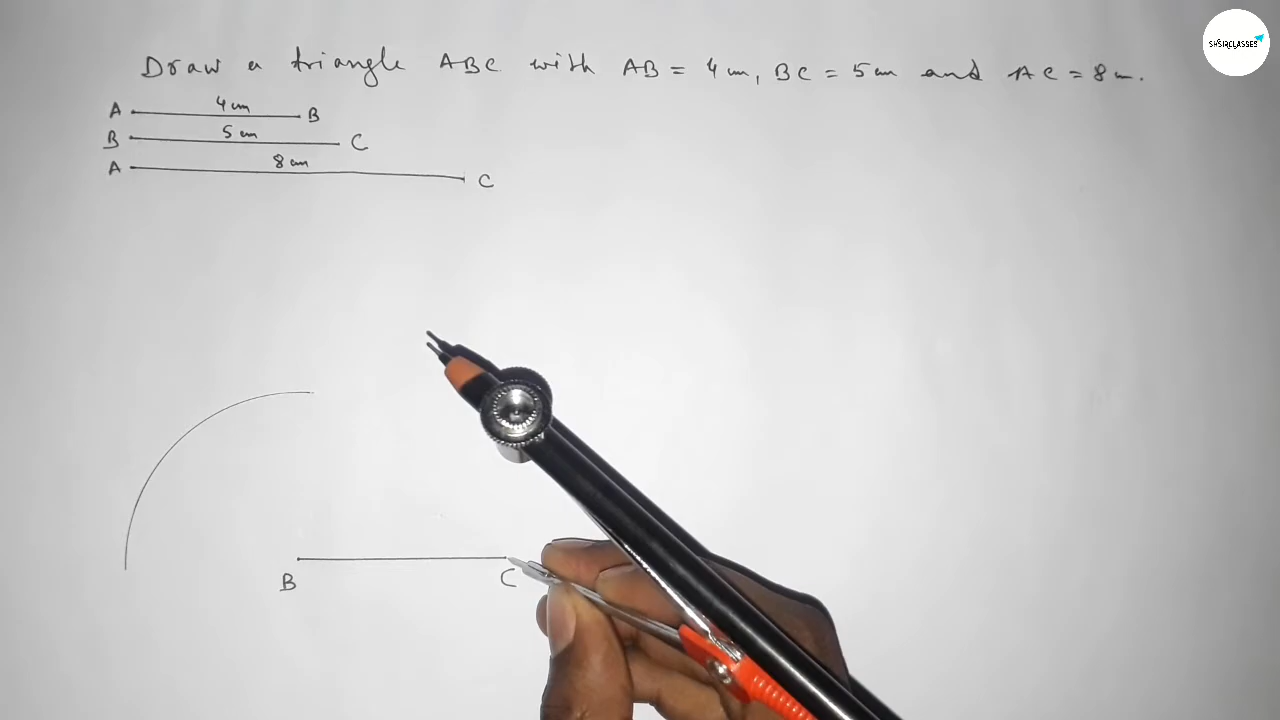 Draw a triangle ABC with AB = 4 cm, BC = 5 cm and AC = 8 cm.
A 4 cm B
B 5 cm C
A 8 cm C
B C
SHSIRCLASSES